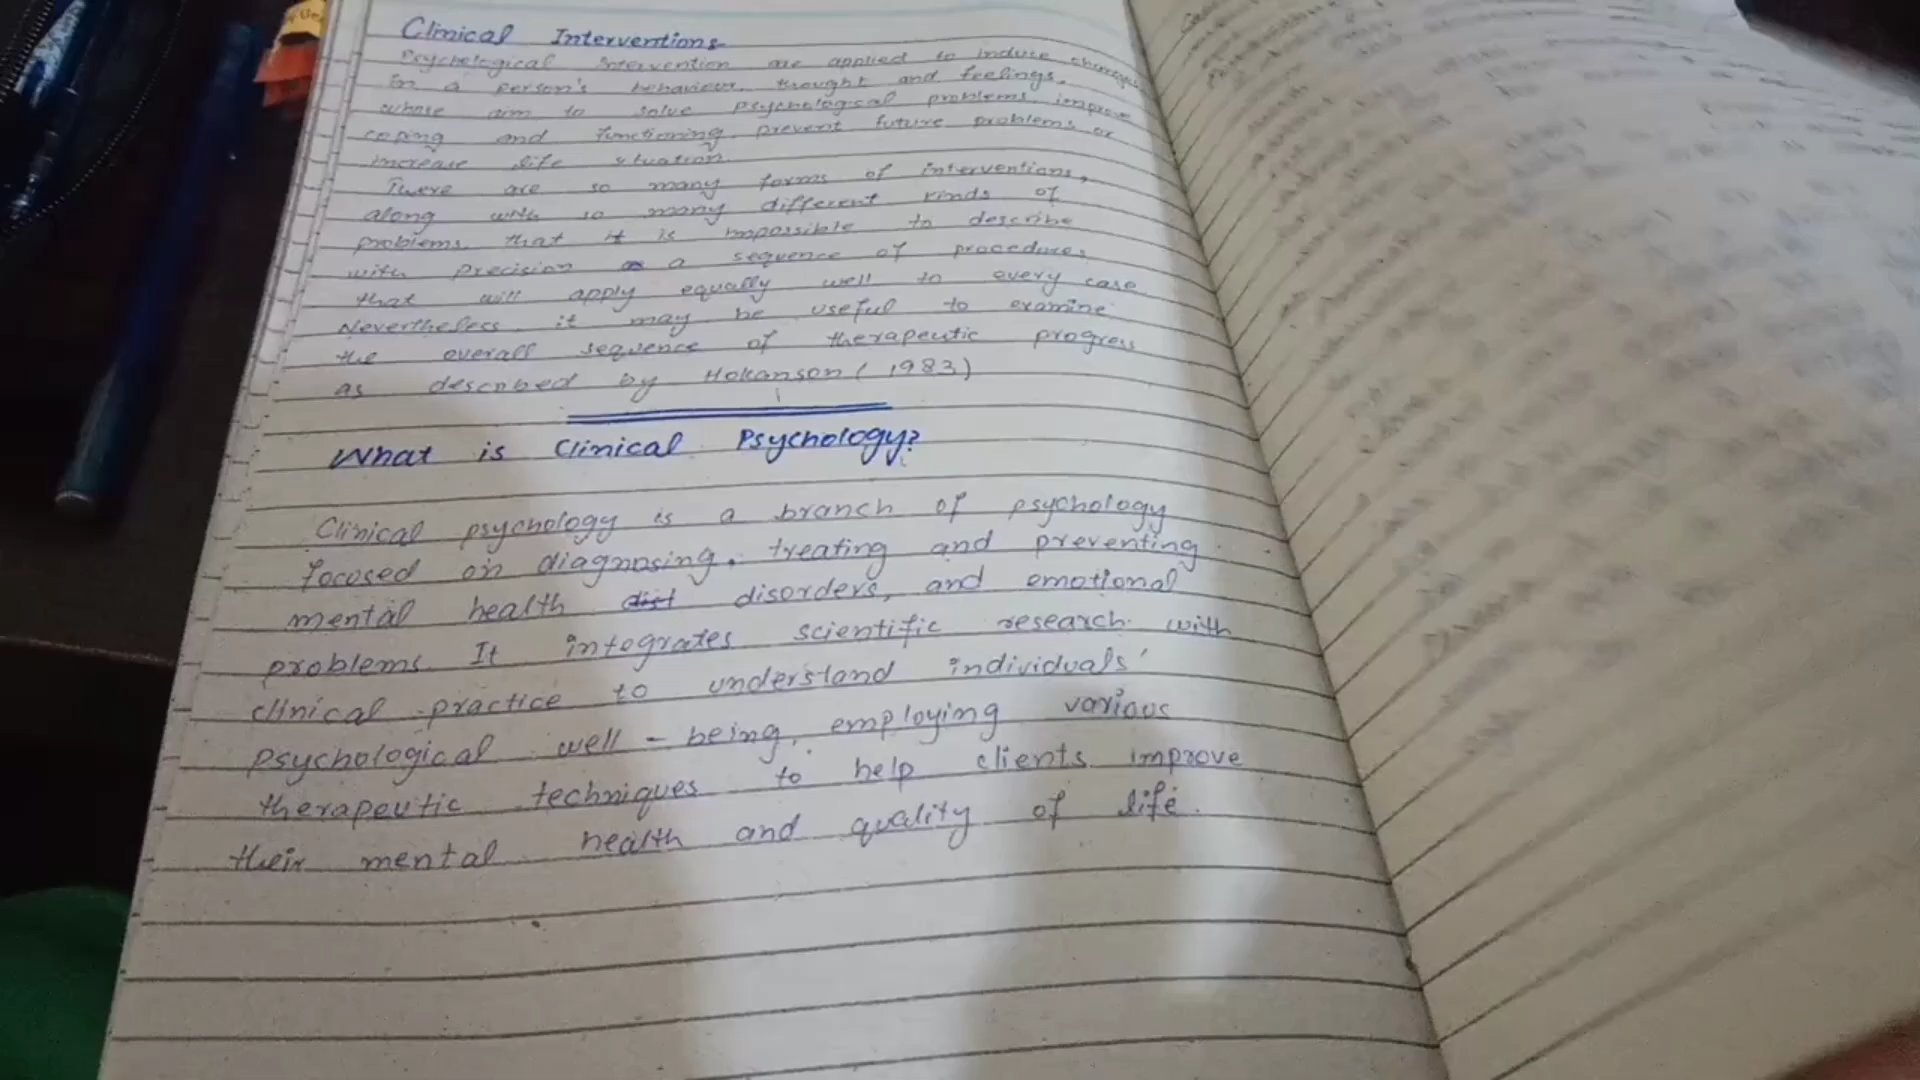 Clinical Interventions
Psychological Intervention are applied to induce changes
in a person's behaviour, thought and feelings.
whose aim to solve psychological problems, improve
coping and functioning, prevent future problems or
increase life situation.
There are so many forms of interventions,
along with so many different kinds of
problems, that it is impossible to describe
with precision a sequence of procedures
that will apply equally well to every case
Nevertheless, it may be useful to examine
the overall sequence of therapeutic progress
as described by Hokanson (1983)
What is Clinical Psychology?
Clinical psychology is a branch of psychology
focused on diagnosing, treating and preventing
mental health disorders, and emotional
problems. It integrates scientific research with
clinical practice to understand individuals'
psychological well-being, employing various
therapeutic techniques to help clients improve
their mental health and quality of life.